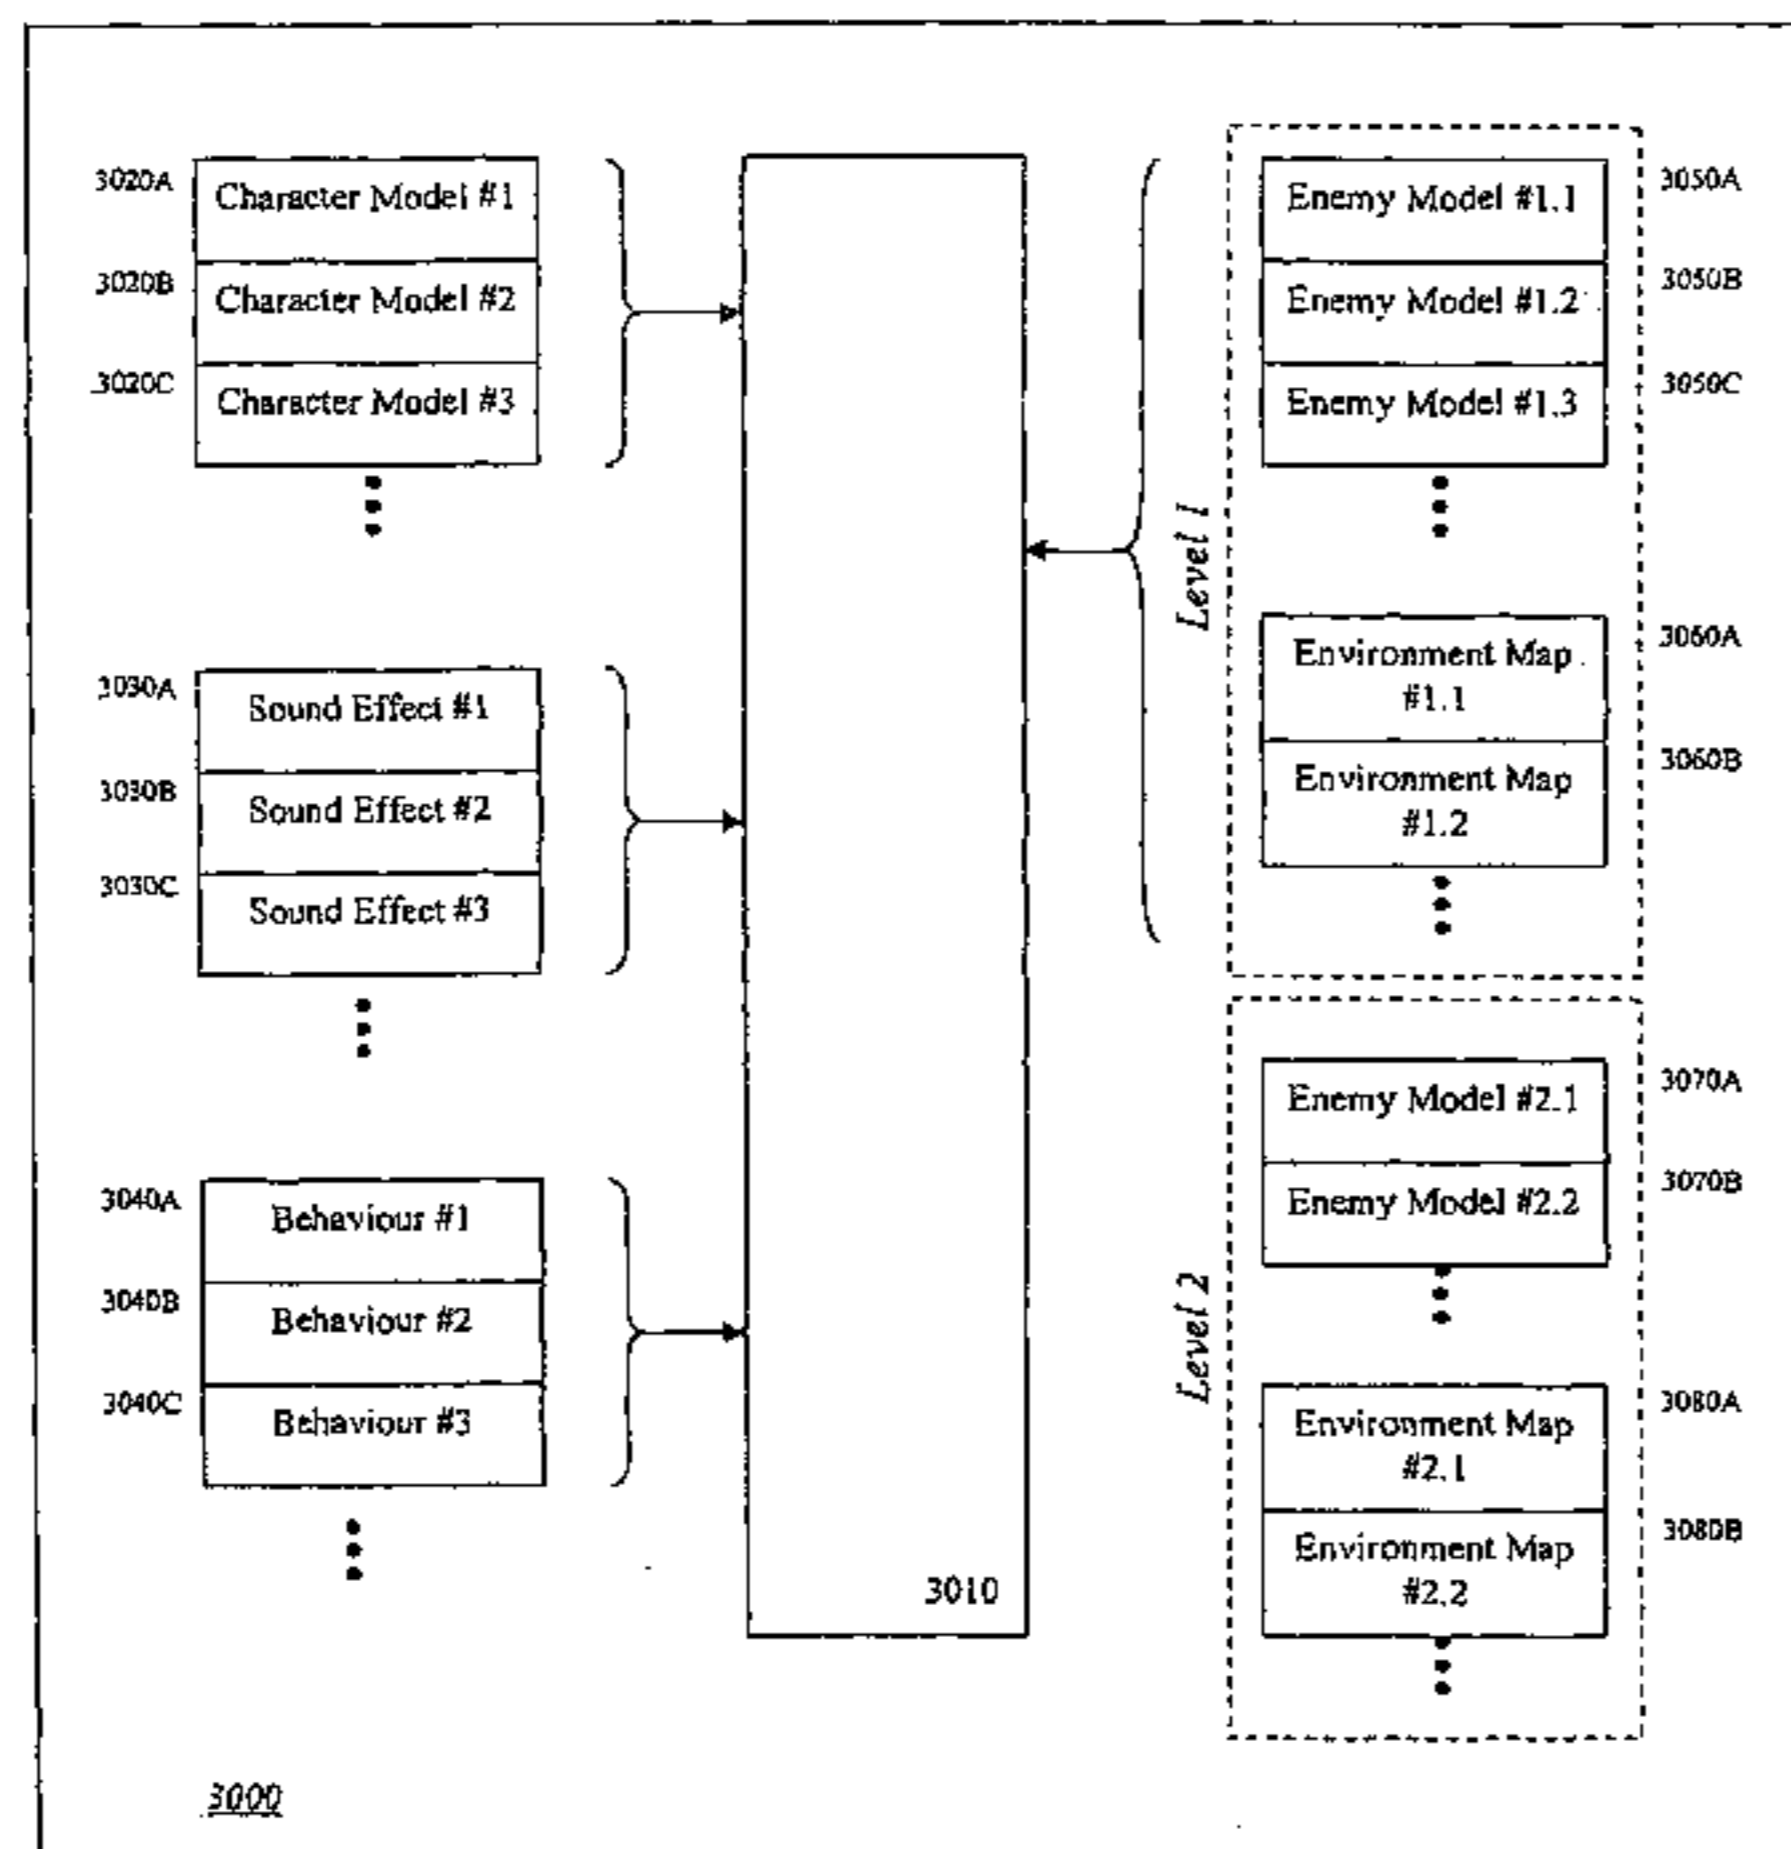 3020A
Character Model #1
3020B
Character Model #2
3020C
Character Model #3
3030A
Sound Effect #1
3030B
Sound Effect #2
3030C
Sound Effect #3
3040A
Behaviour #1
3040B
Behaviour #2
3040C
Behaviour #3
3010
Level 1
Enemy Model #1.1
3050A
Enemy Model #1.2
3050B
Enemy Model #1.3
3050C
Environment Map
#1.1
3060A
Environment Map
#1.2
3060B
Level 2
Enemy Model #2.1
3070A
Enemy Model #2.2
3070B
Environment Map
#2.1
3080A
Environment Map
#2.2
3080B
3000